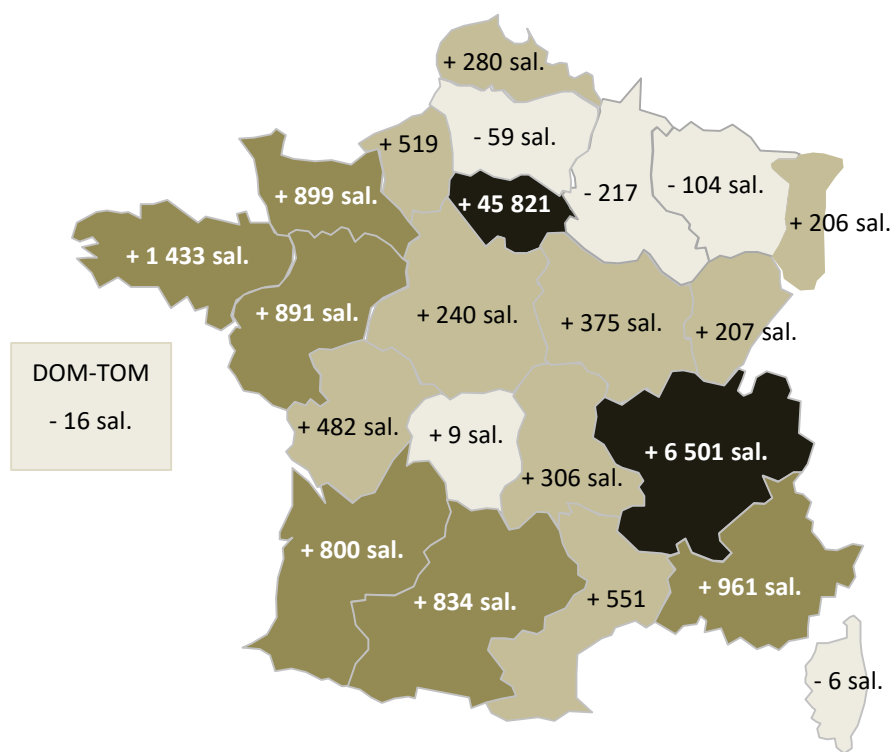 + 280 sal.
+ 519
- 59 sal.
- 217
- 104 sal.
+ 206 sal.
+ 899 sal.
+ 45 821
+ 1 433 sal.
+ 891 sal.
+ 240 sal.
+ 375 sal.
+ 207 sal.
DOM-TOM
- 16 sal.
+ 482 sal.
+ 9 sal.
+ 306 sal.
+ 6 501 sal.
+ 800 sal.
+ 834 sal.
+ 551
+ 961 sal.
- 6 sal.